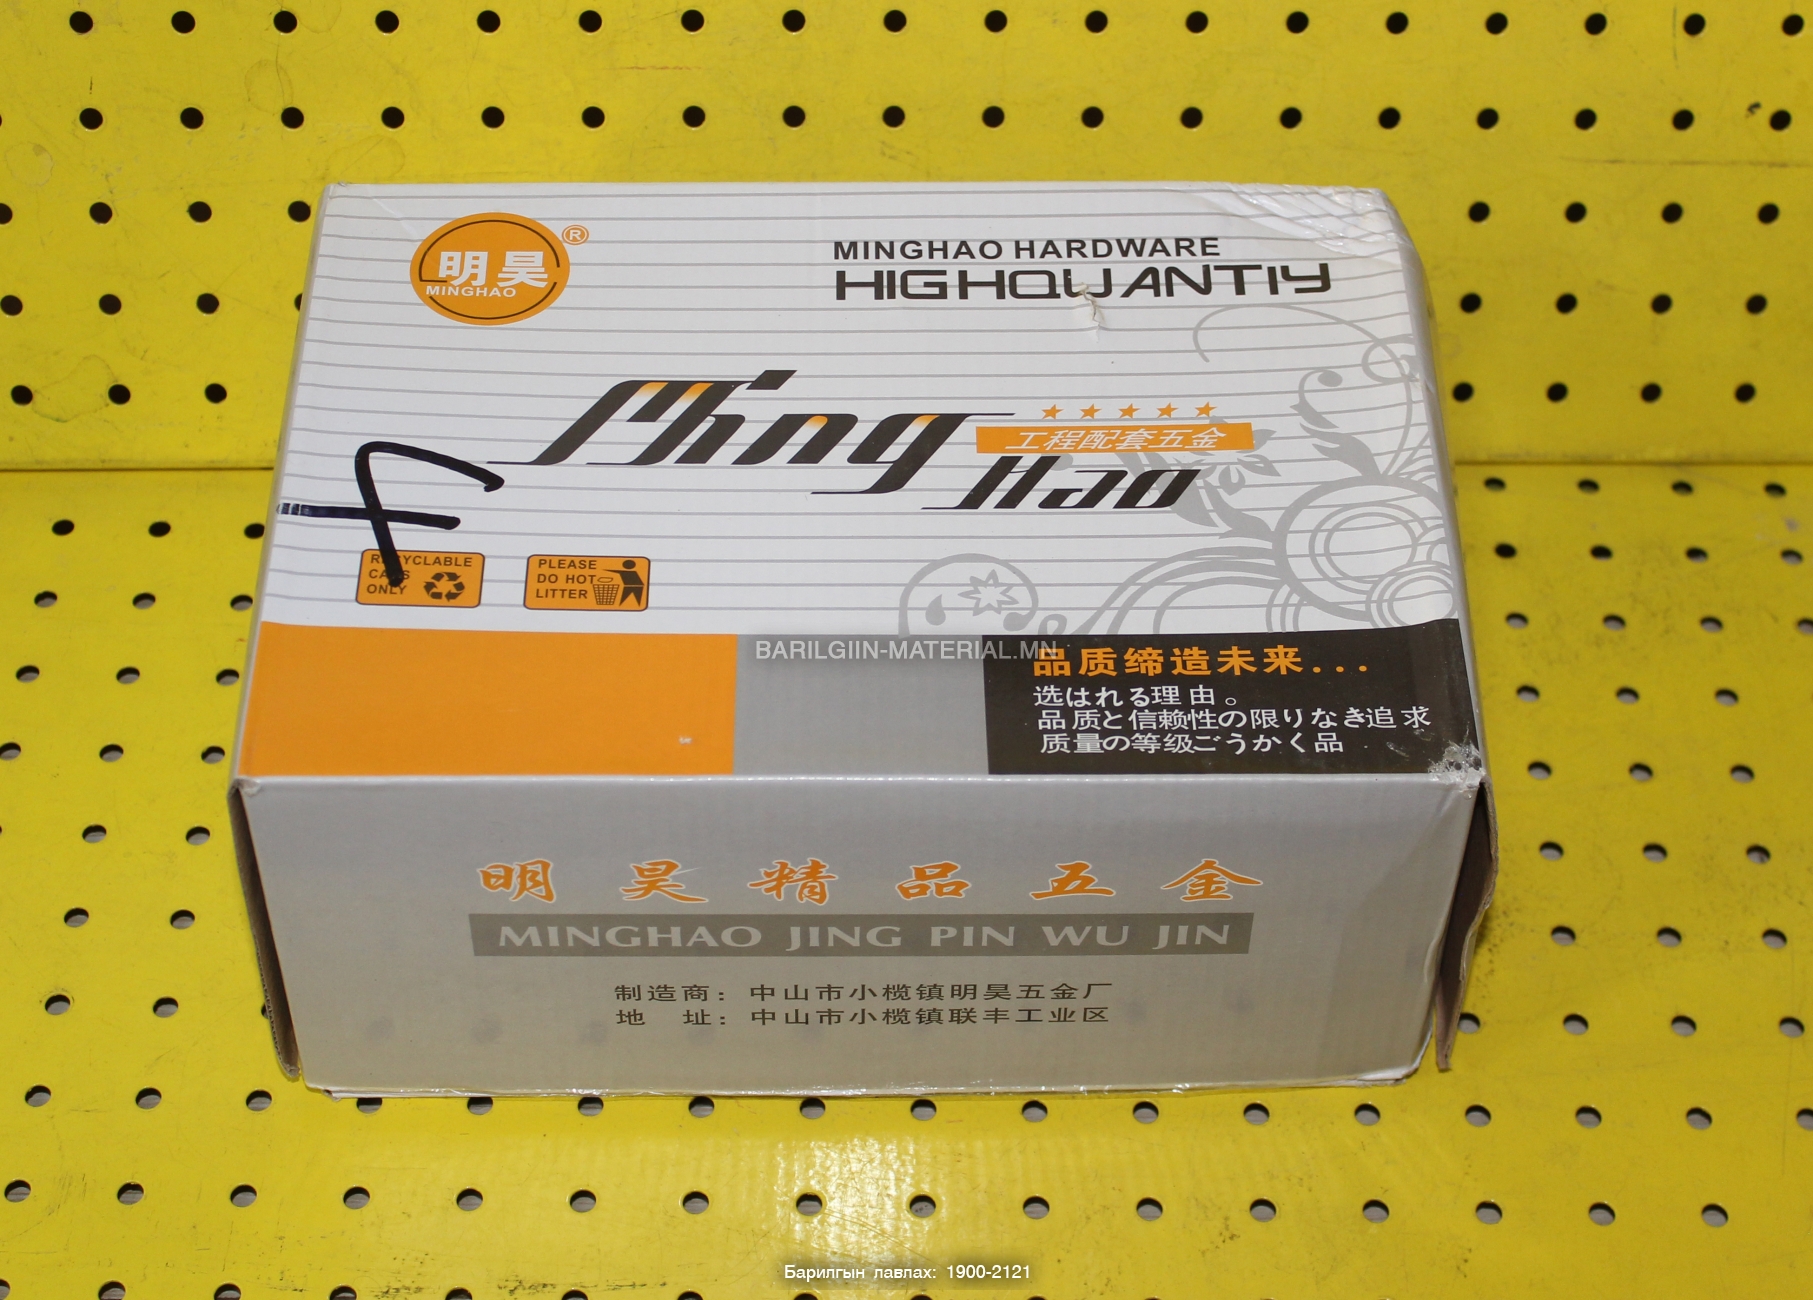 明昊®
MINGHAO
MINGHAO HARDWARE
HIGHQUANTIY
Ming
工程配套五金
Hao
f
RECYCLABLE
CANS
ONLY
PLEASE
DO HOT
LITTER
BARILGIIN-MATERIAL.MN
品质缔造未来...
选はれる理由。
品质と信赖性の限りなき追求
质量の等级ごうかく品
明昊精品五金
MINGHAO JING PIN WU JIN
制造商：中山市小榄镇明昊五金厂
地 址：中山市小榄镇联丰工业区
Барилгын лавлах: 1900-2121